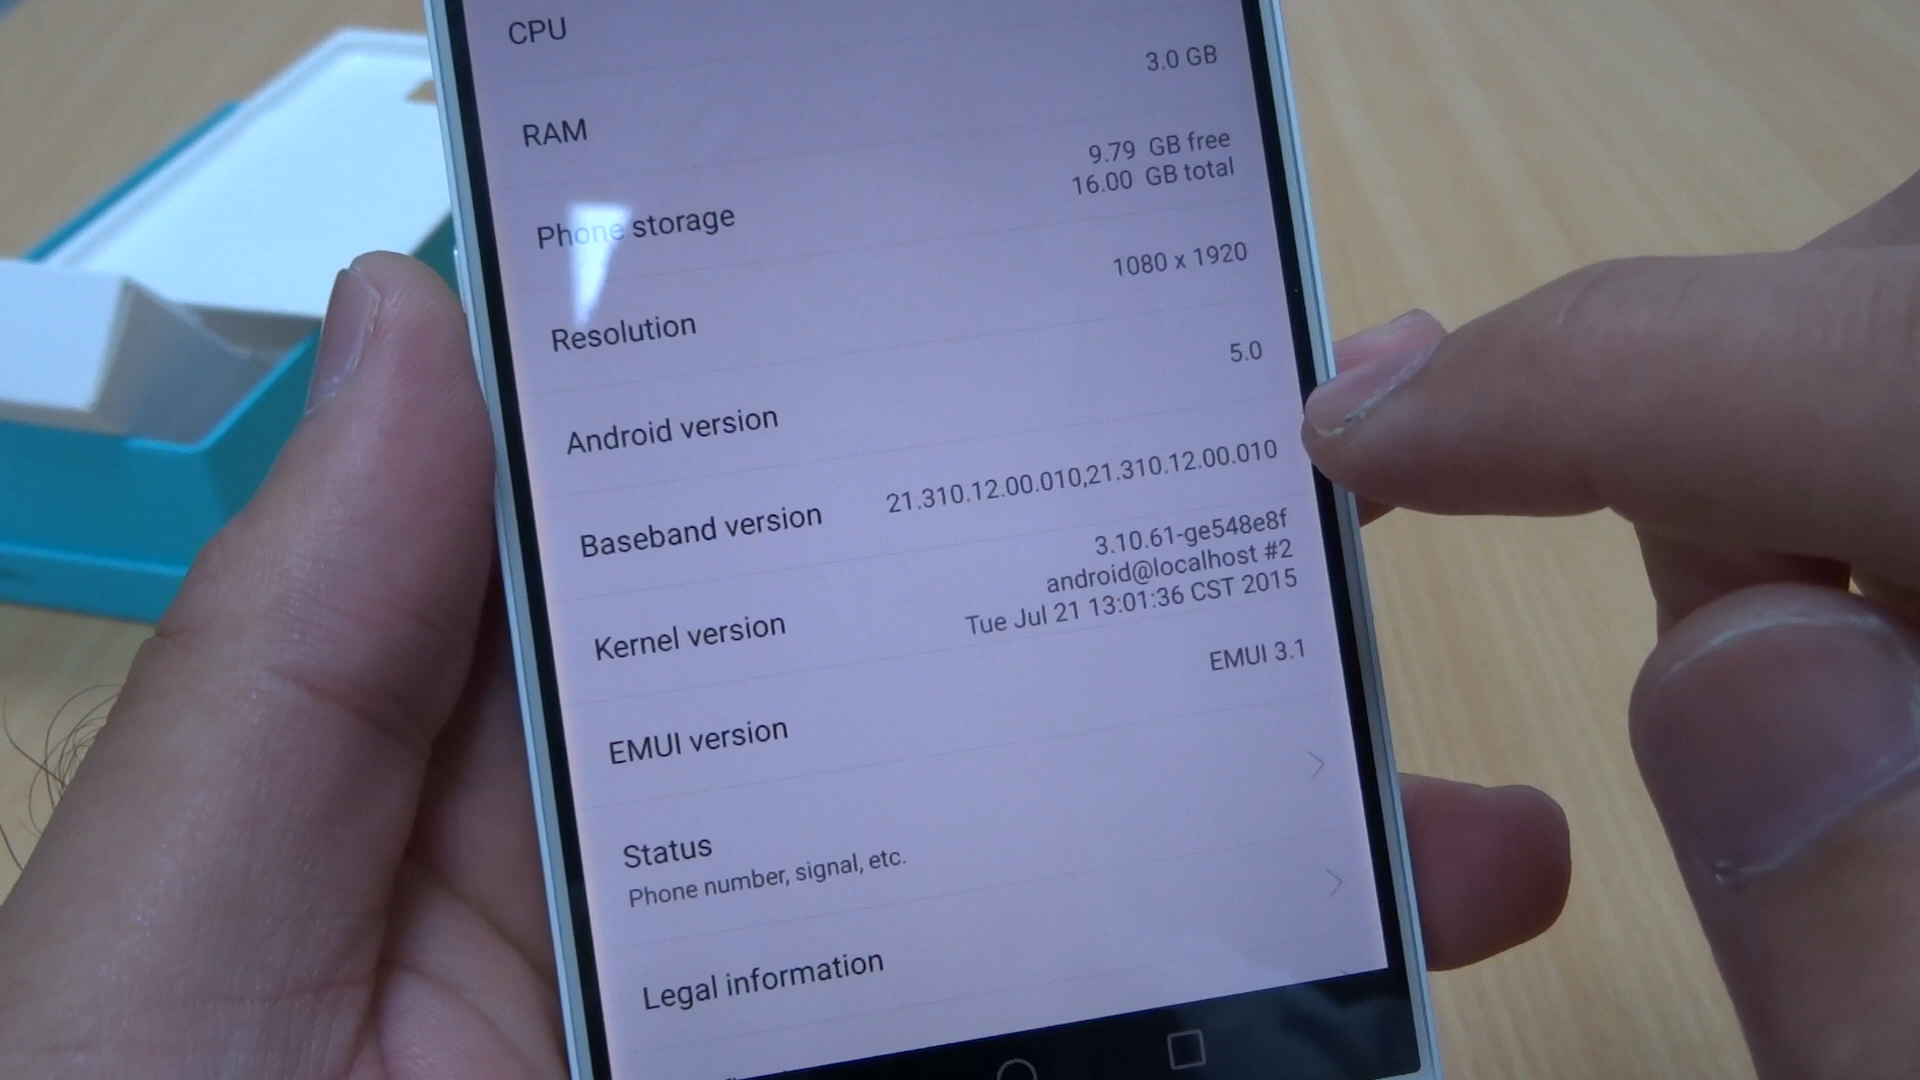 CPU
RAM
3.0 GB
Phone storage
9.79 GB free
16.00 GB total
Resolution
1080 x 1920
Android version
5.0
Baseband version
21.310.12.00.010,21.310.12.00.010
Kernel version
3.10.61-ge548e8f
android@localhost #2
Tue Jul 21 13:01:36 CST 2015
EMUI version
EMUI 3.1
Status
Phone number, signal, etc.
Legal information